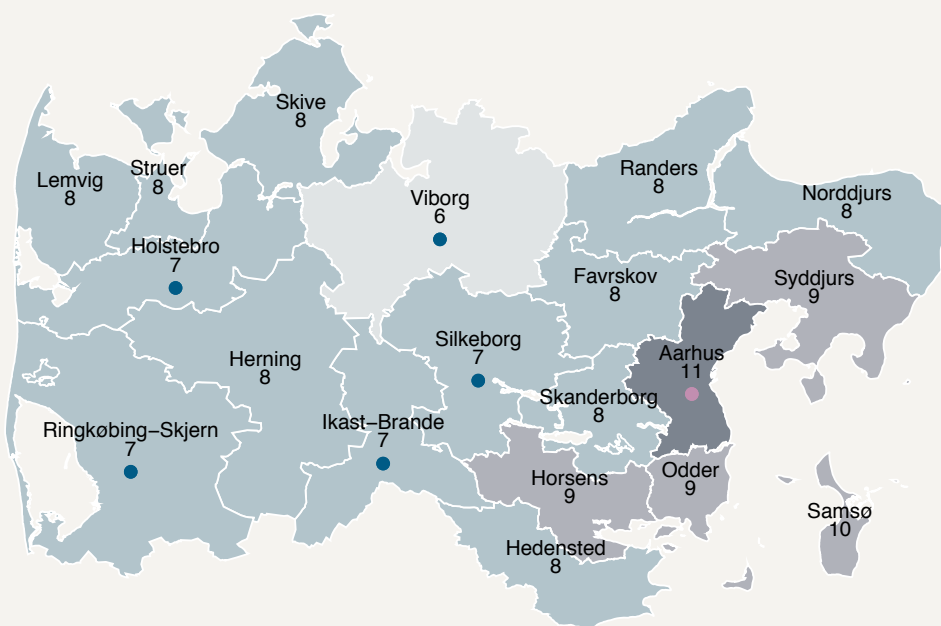 Skive
8
Randers
8
Struer
8
Lemvig
8
Norddjurs
8
Viborg
6
Holstebro
7
Favrskov
8
Syddjurs
9
Silkeborg
7
Aarhus
11
Herning
8
Skanderborg
8
Ikast–Brande
7
Ringkøbing–Skjern
7
Odder
9
Horsens
9
Samsø
10
Hedensted
8